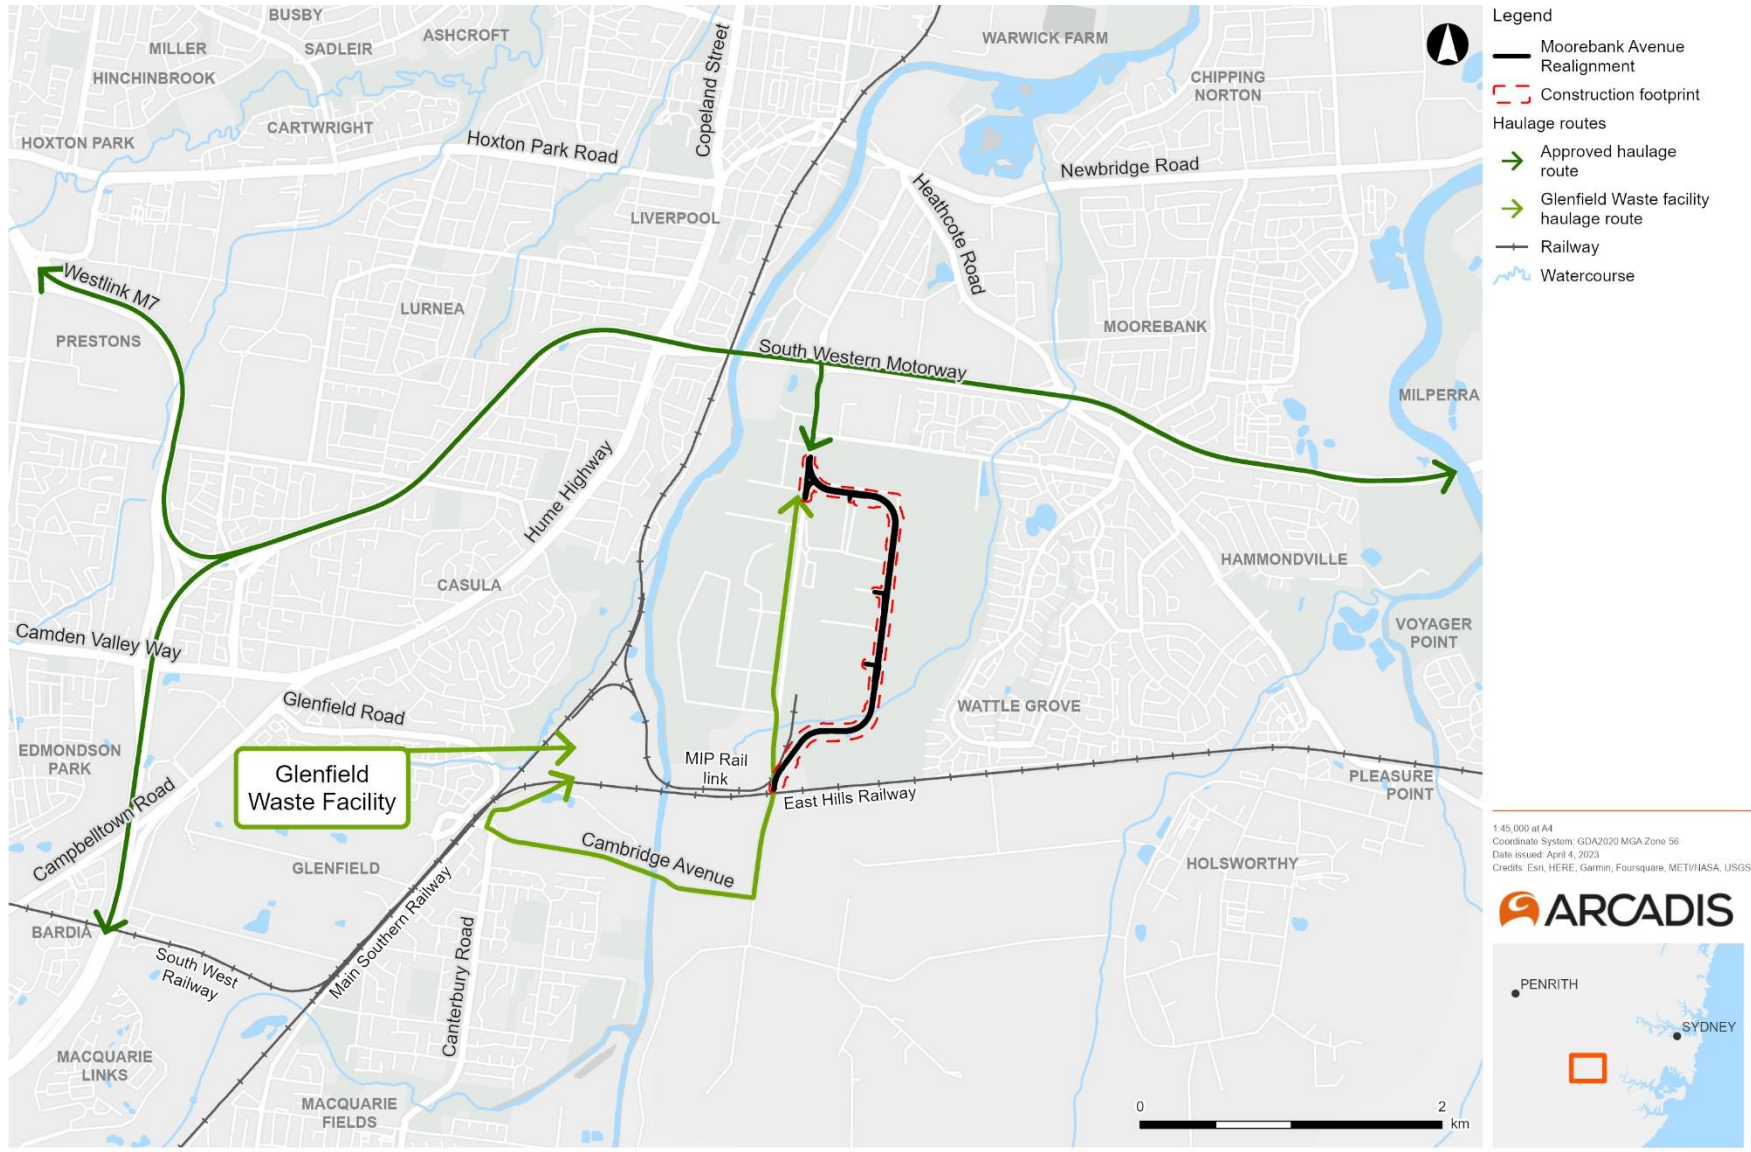 BUSBY
ASHCROFT
MILLER
SADLEIR
WARWICK FARM
HINCHINBROOK
CHIPPING
NORTON
Copeland Street
CARTWRIGHT
HOXTON PARK
Hoxton Park Road
Newbridge Road
Heathcote Road
LIVERPOOL
Westlink M7
LURNEA
PRESTONS
MOOREBANK
South Western Motorway
MILPERRA
Hume Highway
HAMMONDVILLE
CASULA
Camden Valley Way
VOYAGER
POINT
Glenfield Road
WATTLE GROVE
EDMONDSON
PARK
Glenfield
Waste Facility
MIP Rail
link
East Hills Railway
PLEASURE
POINT
Campbelltown Road
Cambridge Avenue
GLENFIELD
HOLSWORTHY
BARDIA
South West
Railway
Main Southern Railway
Canterbury Road
MACQUARIE
LINKS
MACQUARIE
FIELDS
0
2
km
Legend
Moorebank Avenue
Realignment
Construction footprint
Haulage routes
Approved haulage
route
Glenfield Waste facility
haulage route
Railway
Watercourse
1:45,000 at A4
Coordinate System: GDA2020 MGA Zone 56
Date issued: April 4, 2023
Credits: Esri, HERE, Garmin, Foursquare, METI/NASA, USGS
ARCADIS
PENRITH
SYDNEY